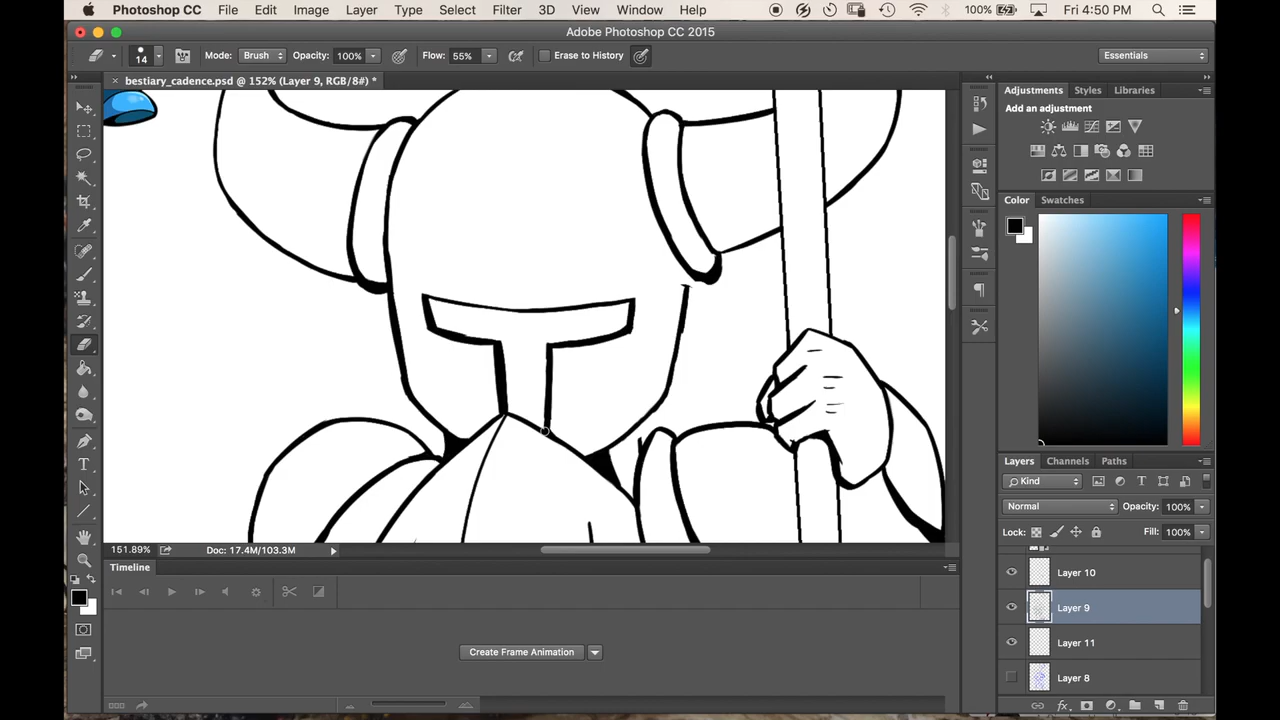 Photoshop CC File Edit Image Layer Type Select Filter 3D View Window Help 100% Fri 4:50 PM
Adobe Photoshop CC 2015
14 Mode: Brush Opacity: 100% Flow: 55% Erase to History Essentials
× bestiary_cadence.psd @ 152% (Layer 9, RGB/8#) *
Adjustments Styles Libraries
Add an adjustment
Color Swatches
Layers Channels Paths
Kind
Normal Opacity: 100%
Lock: Fill: 100%
Layer 10
Layer 9
Layer 11
Layer 8
151.89% Doc: 17.4M/103.3M
Timeline
Create Frame Animation